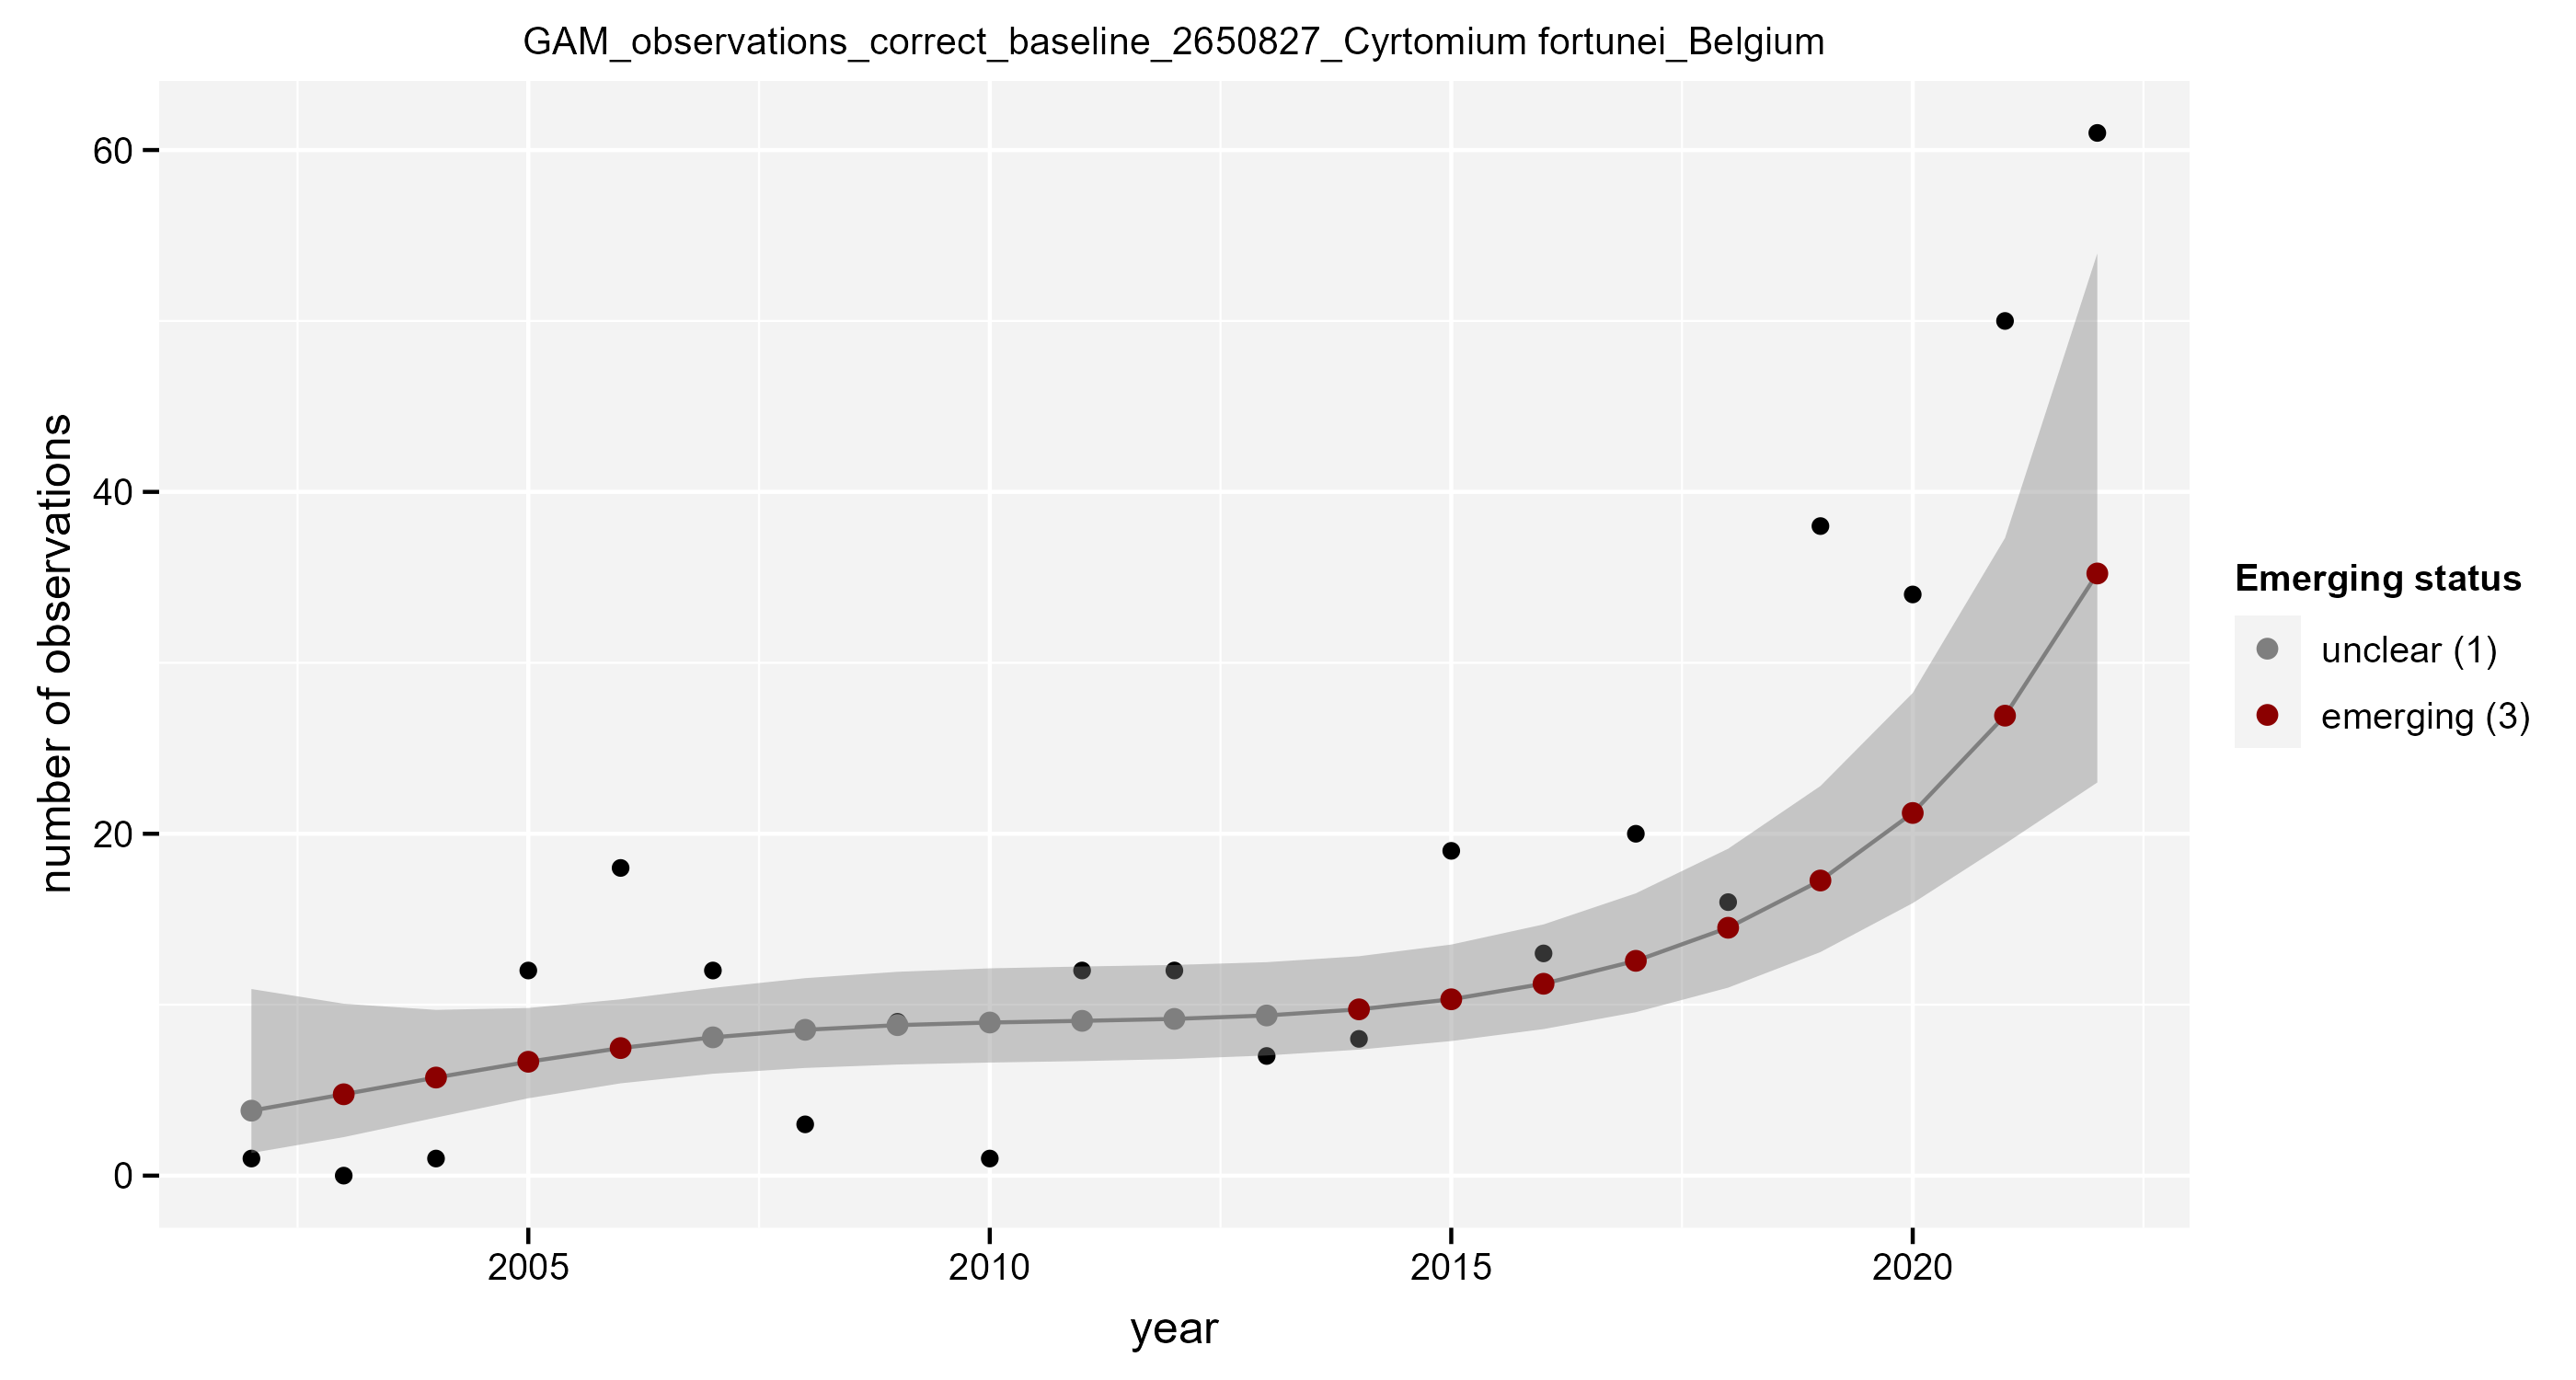 GAM_observations_correct_baseline_2650827_Cyrtomium fortunei_Belgium
number of observations
60
40
20
0
2005
2010
2015
2020
year
Emerging status
unclear (1)
emerging (3)